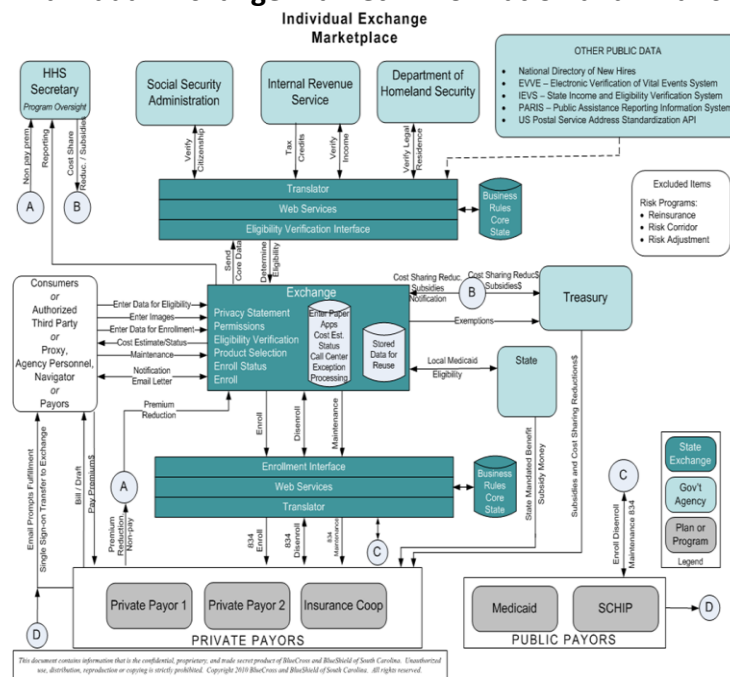 Individual Exchange
Marketplace
HHS
Secretary
Program Oversight
Social Security
Administration
Internal Revenue
Service
Department of
Homeland Security
OTHER PUBLIC DATA
• National Directory of New Hires
• EVVE – Electronic Verification of Vital Events System
• IEVS – State Income and Eligibility Verification System
• PARIS – Public Assistance Reporting Information System
• US Postal Service Address Standardization API
Non pay prem.
Reporting
Cost Share
Reduc. / Subsidies
A
B
Verify
Citizenship
Tax
Credits
Verify
Income
Verify Legal
Residence
Translator
Web Services
Eligibility Verification Interface
Business
Rules
Core
State
Excluded Items
Risk Programs:
• Reinsurance
• Risk Corridor
• Risk Adjustment
Send
Core Data
Determine
Eligibility
Consumers
or
Authorized
Third Party
or
Proxy,
Agency Personnel,
Navigator
or
Payors
Enter Data for Eligibility
Enter Images
Enter Data for Enrollment
Cost Estimate/Status
Maintenance
Notification
Email Letter
Premium
Reduction
Exchange
Privacy Statement
Permissions
Eligibility Verification
Product Selection
Enroll Status
Enroll
Enter Paper
Apps
Cost Est.
Status
Call Center
Exception
Processing
Stored
Data for
Reuse
Cost Sharing Reduc.
Subsidies
Notification
B
Cost Sharing Reduc$
Subsidies$
Exemptions
Treasury
Local Medicaid
Eligibility
State
Enroll
Disenroll
Maintenance
Enrollment Interface
Web Services
Translator
Business
Rules
Core
State
State Mandated Benefit
Subsidy Money
Subsidies and Cost Sharing Reductions$
State
Exchange
Gov't
Agency
Plan or
Program
Legend
Email Prompts Fulfillment
Single Sign-on Transfer to Exchange
Bill / Draft
Pay Premium$
A
Premium
Reduction
Non-pay
834
Enroll
834
Disenroll
834
Maintenance
C
C
Enroll Disenroll
Maintenance 834
D
Private Payor 1
Private Payor 2
Insurance Coop
PRIVATE PAYORS
Medicaid
SCHIP
PUBLIC PAYORS
D
This document contains information that is the confidential, proprietary, and trade secret product of BlueCross and BlueShield of South Carolina. Unauthorized
use, distribution, reproduction or copying is strictly prohibited. Copyright 2010 BlueCross and BlueShield of South Carolina. All rights reserved.